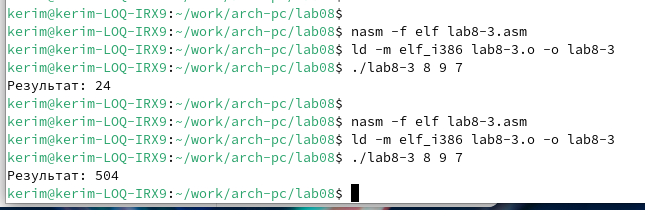 kerim@kerim-LOQ-IRX9:~/work/arch-pc/lab08$
kerim@kerim-LOQ-IRX9:~/work/arch-pc/lab08$ nasm -f elf lab8-3.asm
kerim@kerim-LOQ-IRX9:~/work/arch-pc/lab08$ ld -m elf_i386 lab8-3.o -o lab8-3
kerim@kerim-LOQ-IRX9:~/work/arch-pc/lab08$ ./lab8-3 8 9 7
Результат: 24
kerim@kerim-LOQ-IRX9:~/work/arch-pc/lab08$
kerim@kerim-LOQ-IRX9:~/work/arch-pc/lab08$ nasm -f elf lab8-3.asm
kerim@kerim-LOQ-IRX9:~/work/arch-pc/lab08$ ld -m elf_i386 lab8-3.o -o lab8-3
kerim@kerim-LOQ-IRX9:~/work/arch-pc/lab08$ ./lab8-3 8 9 7
Результат: 504
kerim@kerim-LOQ-IRX9:~/work/arch-pc/lab08$